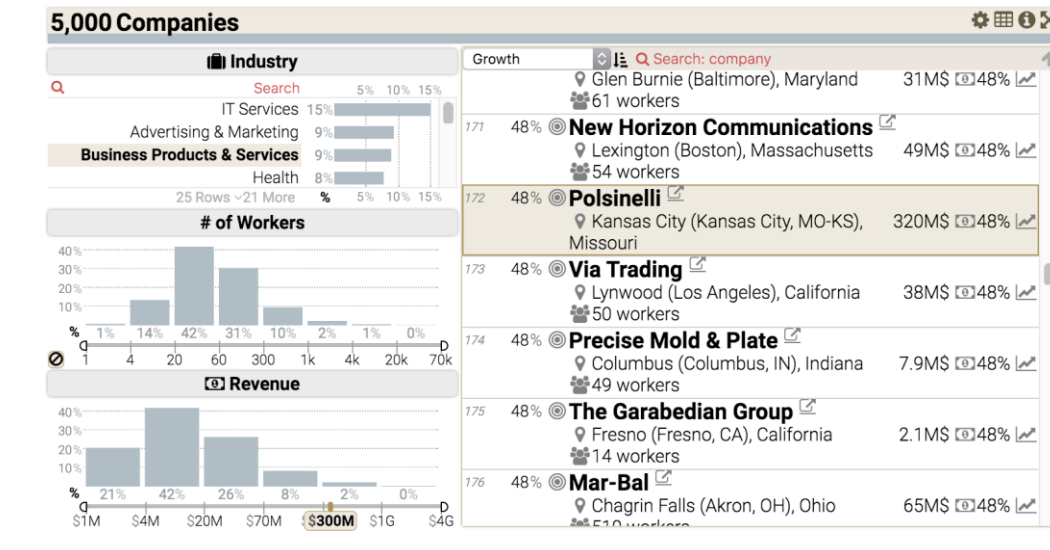 5,000 Companies
Industry
Search 5% 10% 15%
IT Services 15%
Advertising & Marketing 9%
Business Products & Services 9%
Health 8%
25 Rows 21 More % 5% 10% 15%
# of Workers
40%
30%
20%
10%
% 1% 14% 42% 31% 10% 2% 1% 0%
1 4 20 60 300 1k 4k 20k 70k
Revenue
40%
30%
20%
10%
% 21% 42% 26% 8% 2% 0%
$1M $4M $20M $70M $300M $1G $4G
Growth Search: company
Glen Burnie (Baltimore), Maryland 31M$ 48%
61 workers
171 48% New Horizon Communications
Lexington (Boston), Massachusetts 49M$ 48%
54 workers
172 48% Polsinelli
Kansas City (Kansas City, MO-KS), 320M$ 48%
Missouri
173 48% Via Trading
Lynwood (Los Angeles), California 38M$ 48%
50 workers
174 48% Precise Mold & Plate
Columbus (Columbus, IN), Indiana 7.9M$ 48%
49 workers
175 48% The Garabedian Group
Fresno (Fresno, CA), California 2.1M$ 48%
14 workers
176 48% Mar-Bal
Chagrin Falls (Akron, OH), Ohio 65M$ 48%
510 workers